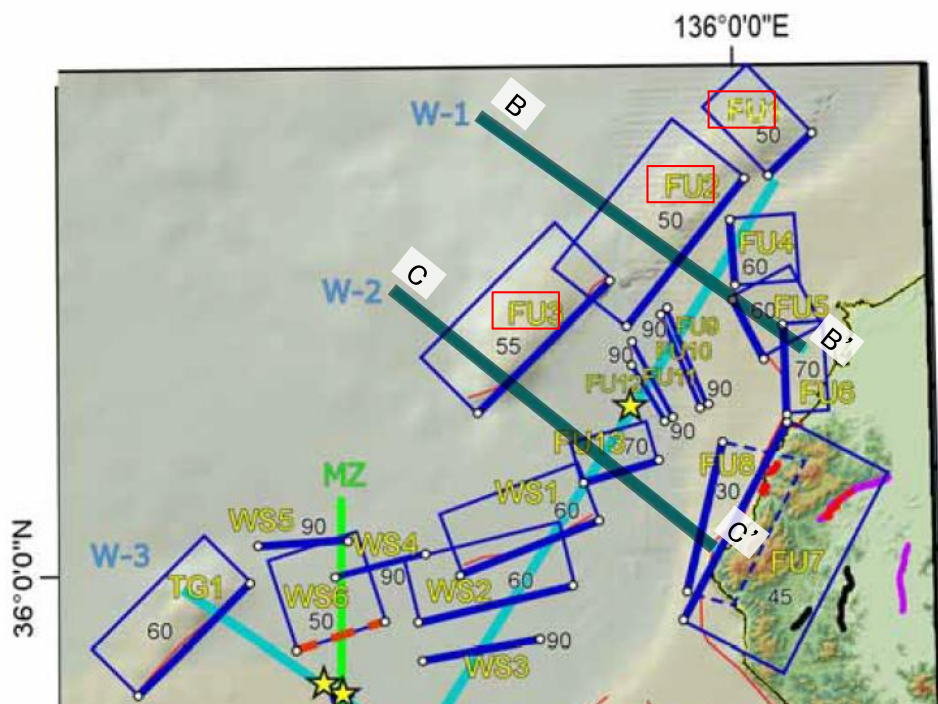 136°0'0"E
W-1
B
FU1
50
FU2
50
FU4
60
C
W-2
FU3
55
60
FU5
B'
90
FU9
90
FU10
FU11
FU12
70
FU6
90
90
FU13
70
MZ
WS1
60
FU8
30
C'
FU7
45
WS5
90
WS4
90
W-3
36°0'0"N
TG1
60
WS6
50
WS2
60
WS3
90